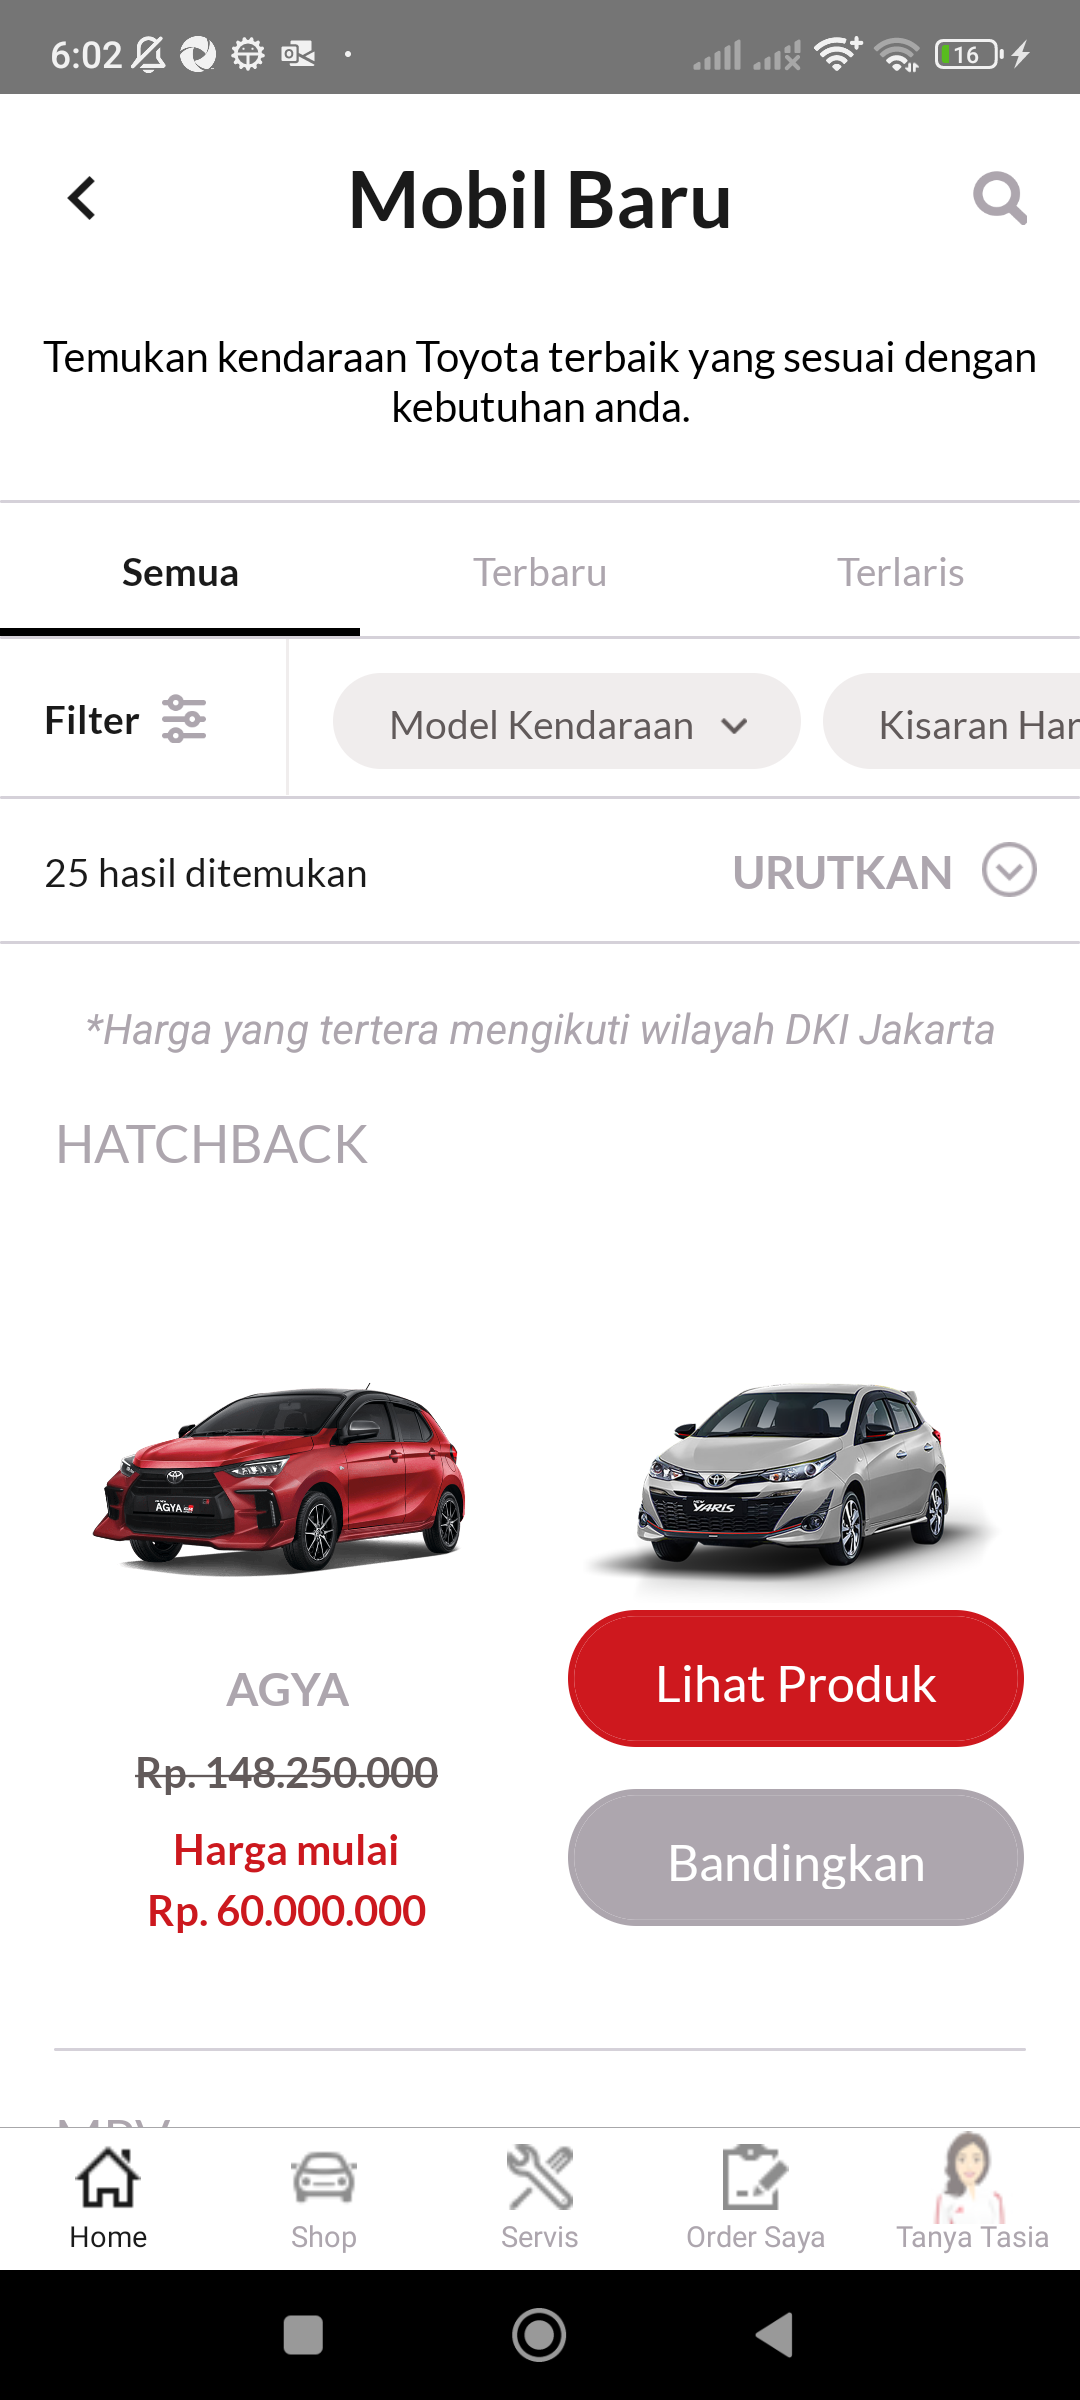 6:02
16
Mobil Baru
Temukan kendaraan Toyota terbaik yang sesuai dengan
kebutuhan anda.
Semua
Terbaru
Terlaris
Filter
Model Kendaraan
Kisaran Har
25 hasil ditemukan
URUTKAN
*Harga yang tertera mengikuti wilayah DKI Jakarta
HATCHBACK
AGYA
YARIS
AGYA
Rp. 148.250.000
Harga mulai
Rp. 60.000.000
Lihat Produk
Bandingkan
MPV
Home
Shop
Servis
Order Saya
Tanya Tasia